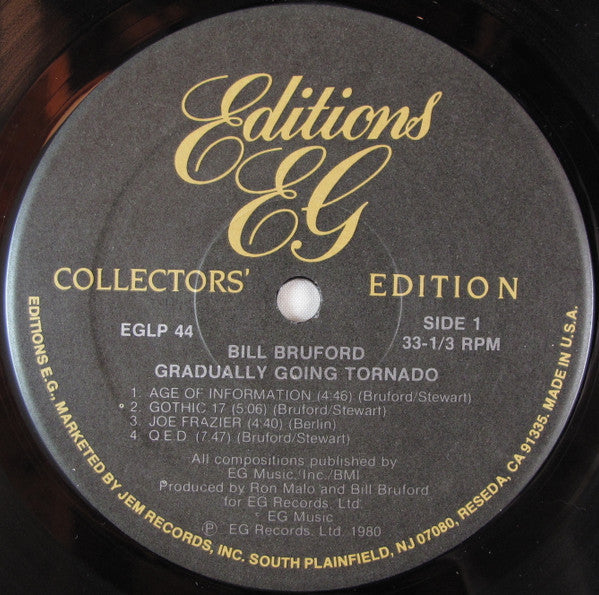 Editions
EG
COLLECTORS' EDITION
EGLP 44
SIDE 1
33-1/3 RPM
BILL BRUFORD
GRADUALLY GOING TORNADO
1. AGE OF INFORMATION (4:46) (Bruford/Stewart)
2. GOTHIC 17 (5:06) (Bruford/Stewart)
3. JOE FRAZIER (4:40) (Berlin)
4 Q.E.D (7.47) (Bruford/Stewart)
All compositions published by
EG Music, Inc./BMI
Produced by Ron Malo and Bill Bruford
for EG Records, Ltd.
EG Music
Ⓟ EG Records. Ltd. 1980
EDITIONS E.G., MARKETED BY JEM RECORDS, INC. SOUTH PLAINFIELD, NJ 07080, RESEDA, CA 91335. MADE IN U.S.A.